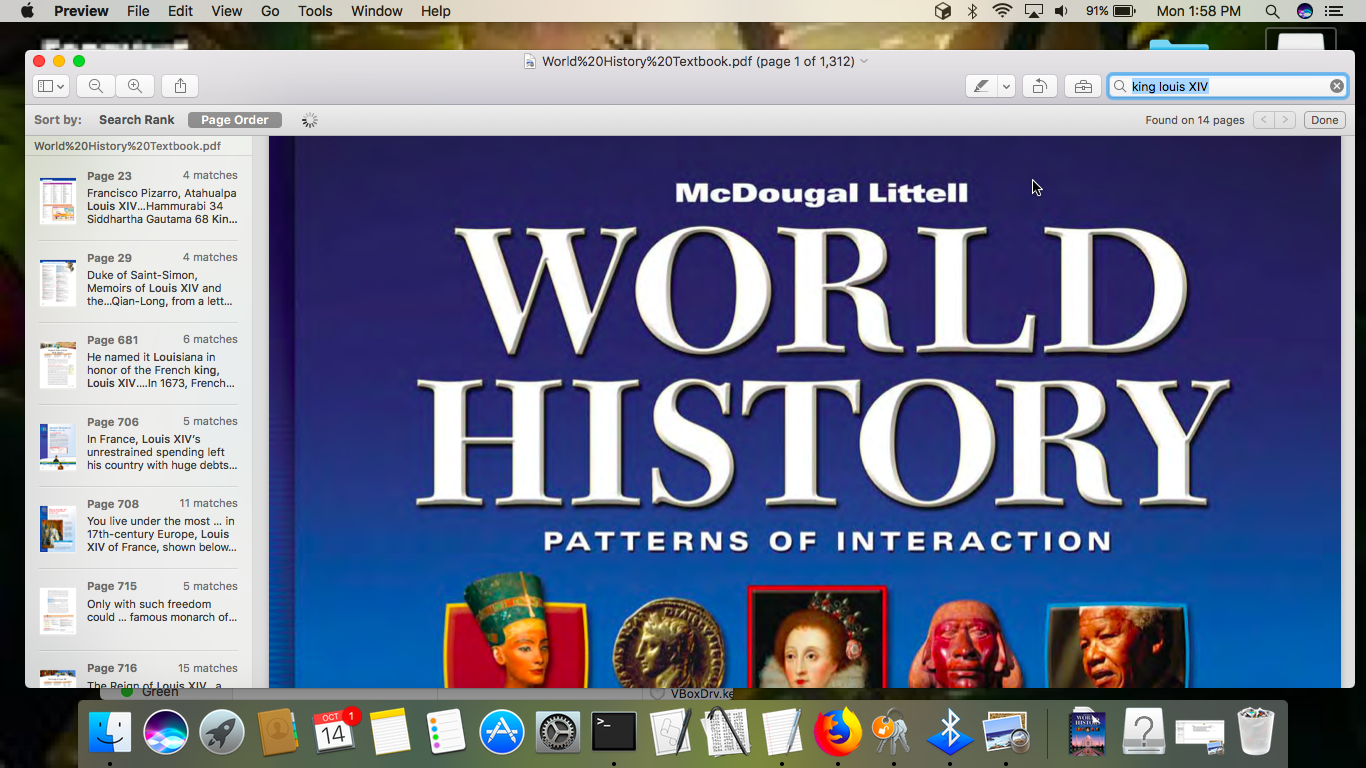 Preview File Edit View Go Tools Window Help 91% Mon 1:58 PM
World%20History%20Textbook.pdf (page 1 of 1,312)
king louis XIV
Sort by: Search Rank Page Order Found on 14 pages Done
World%20History%20Textbook.pdf
Page 23 4 matches
Francisco Pizarro, Atahualpa
Louis XIV...Hammurabi 34
Siddhartha Gautama 68 Kin...
Page 29 4 matches
Duke of Saint-Simon,
Memoirs of Louis XIV and
the...Qian-Long, from a lett...
Page 681 6 matches
He named it Louisiana in
honor of the French king,
Louis XIV....In 1673, French...
Page 706 5 matches
In France, Louis XIV's
unrestrained spending left
his country with huge debts...
Page 708 11 matches
You live under the most ... in
17th-century Europe, Louis
XIV of France, shown below...
Page 715 5 matches
Only with such freedom
could ... famous monarch of...
Page 716 15 matches
The Reign of Louis XIV a
McDougal Littell
WORLD
HISTORY
PATTERNS OF INTERACTION
Green
VBoxDrv.ke
OCT 1
14
WORLD
HISTORY